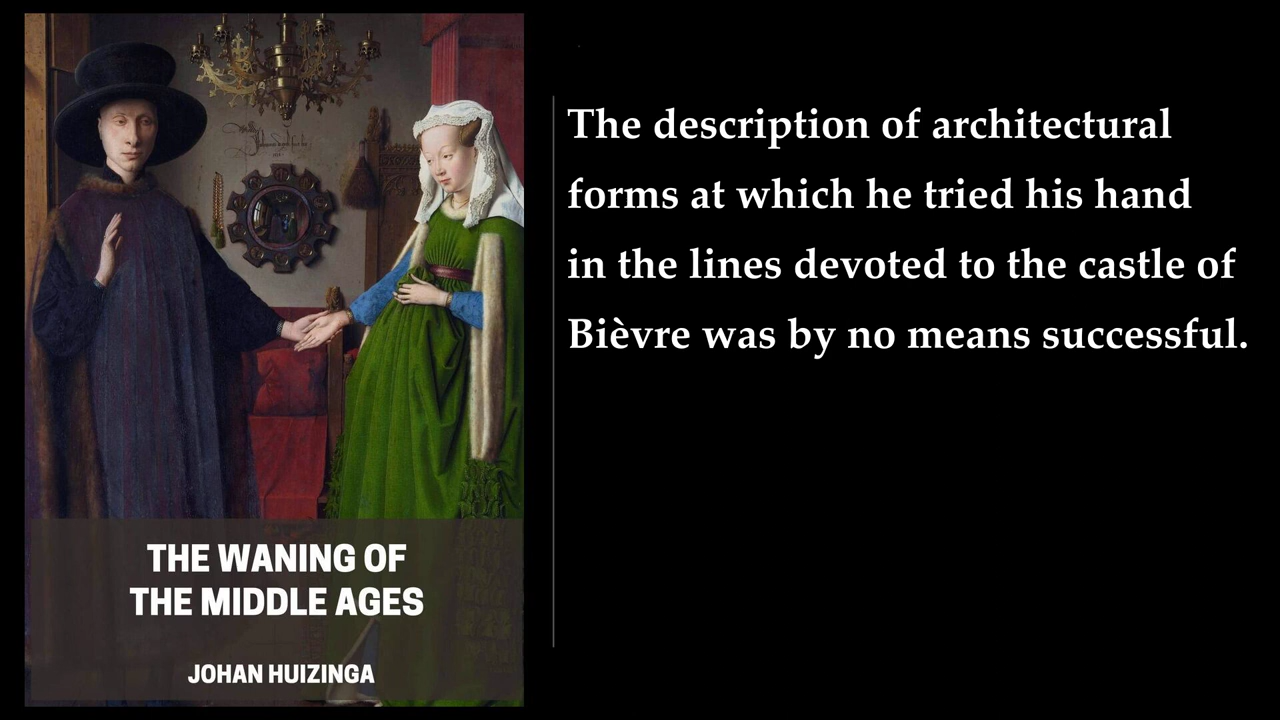 THE WANING OF
THE MIDDLE AGES
JOHAN HUIZINGA
The description of architectural
forms at which he tried his hand
in the lines devoted to the castle of
Bièvre was by no means successful.